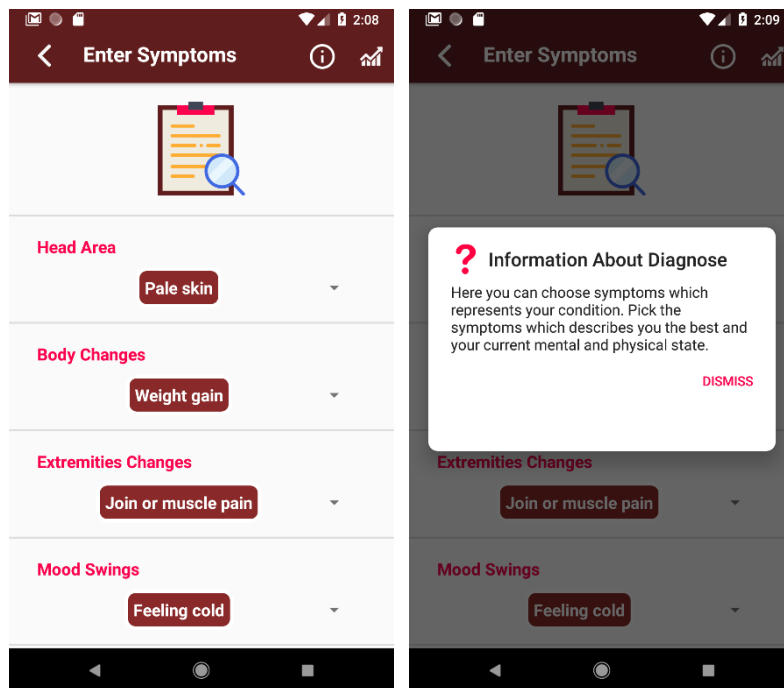 2:08
Enter Symptoms
Head Area
Pale skin
Body Changes
Weight gain
Extremities Changes
Join or muscle pain
Mood Swings
Feeling cold
2:09
Enter Symptoms
Information About Diagnose
Here you can choose symptoms which
represents your condition. Pick the
symptoms which describes you the best and
your current mental and physical state.
DISMISS
Extremities Changes
Join or muscle pain
Mood Swings
Feeling cold